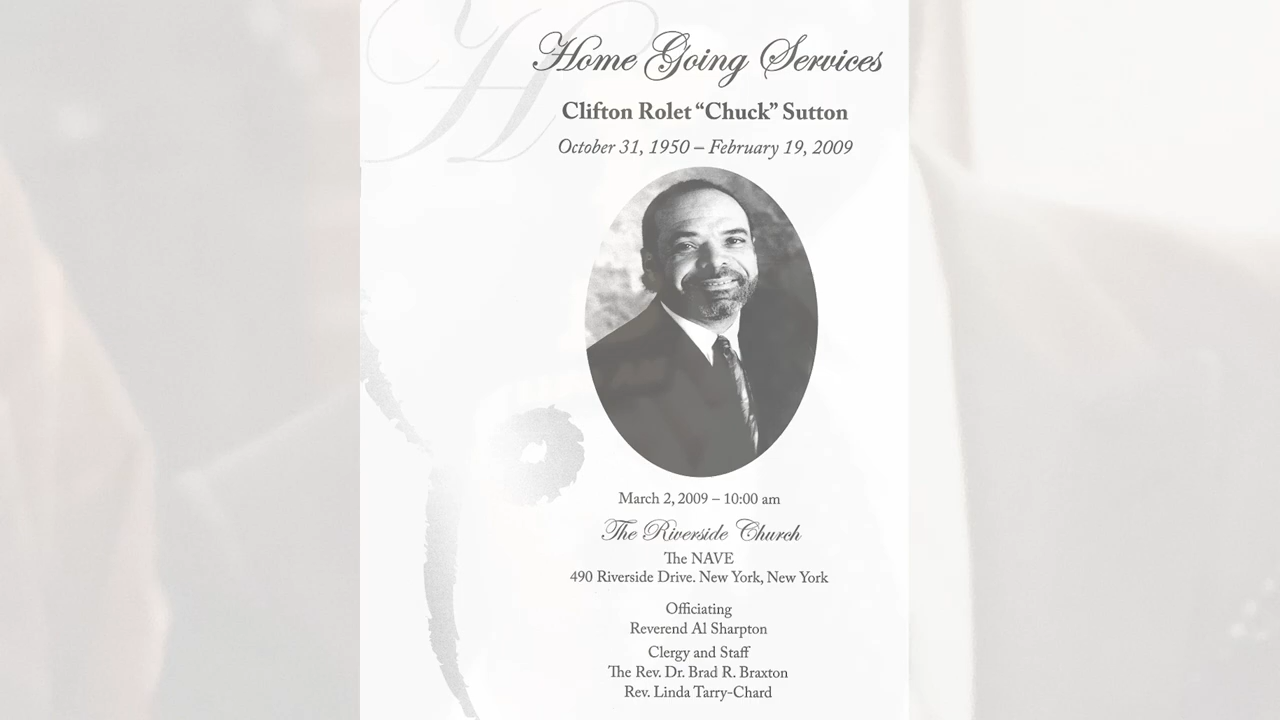 Home Going Services
Clifton Rolet “Chuck” Sutton
October 31, 1950 – February 19, 2009
March 2, 2009 – 10:00 am
The Riverside Church
The NAVE
490 Riverside Drive. New York, New York
Officiating
Reverend Al Sharpton
Clergy and Staff
The Rev. Dr. Brad R. Braxton
Rev. Linda Tarry-Chard